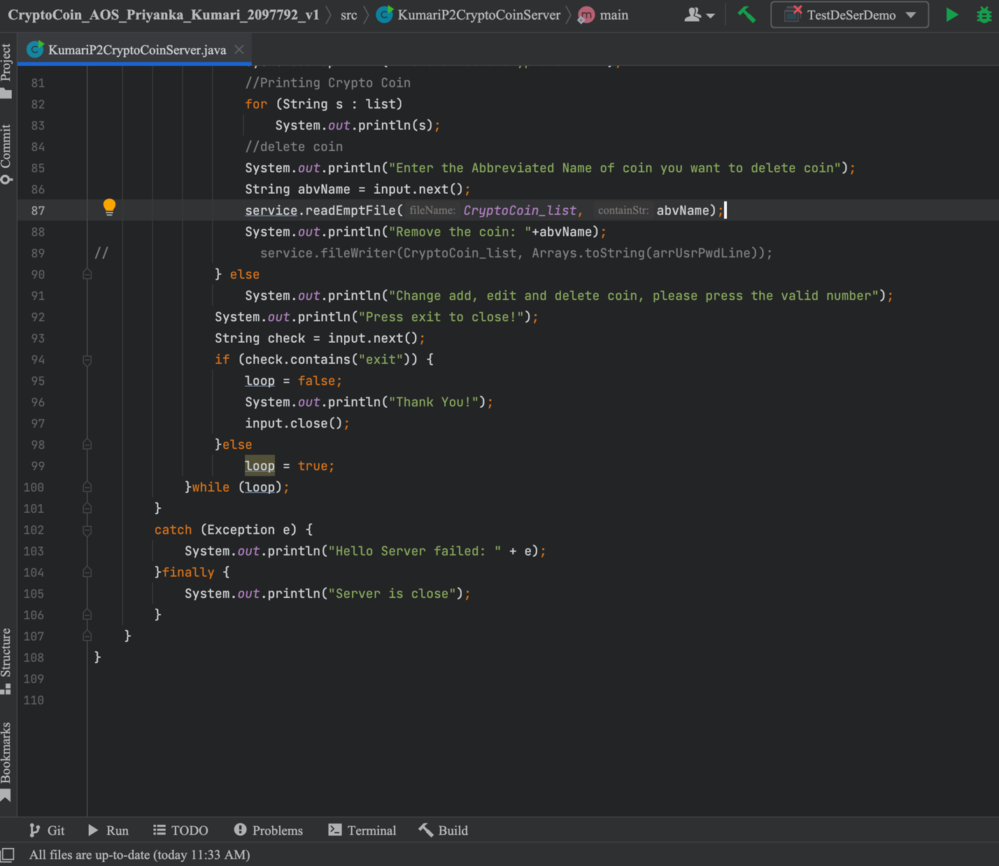 CryptoCoin_AOS_Priyanka_Kumari_2097792_v1 src KumariP2CryptoCoinServer main TestDeSerDemo
KumariP2CryptoCoinServer.java
Project
Commit
Structure
Bookmarks
81 //Printing Crypto Coin
82 for (String s : list)
83 System.out.println(s);
84 //delete coin
85 System.out.println("Enter the Abbreviated Name of coin you want to delete coin");
86 String abvName = input.next();
87 service.readEmptFile( fileName: CryptoCoin_list, containStr: abvName);
88 System.out.println("Remove the coin: "+abvName);
89 // service.fileWriter(CryptoCoin_list, Arrays.toString(arrUsrPwdLine));
90 } else
91 System.out.println("Change add, edit and delete coin, please press the valid number");
92 System.out.println("Press exit to close!");
93 String check = input.next();
94 if (check.contains("exit")) {
95 loop = false;
96 System.out.println("Thank You!");
97 input.close();
98 }else
99 loop = true;
100 }while (loop);
101 }
102 catch (Exception e) {
103 System.out.println("Hello Server failed: " + e);
104 }finally {
105 System.out.println("Server is close");
106 }
107 }
108 }
109
110
Git Run TODO Problems Terminal Build
All files are up-to-date (today 11:33 AM)